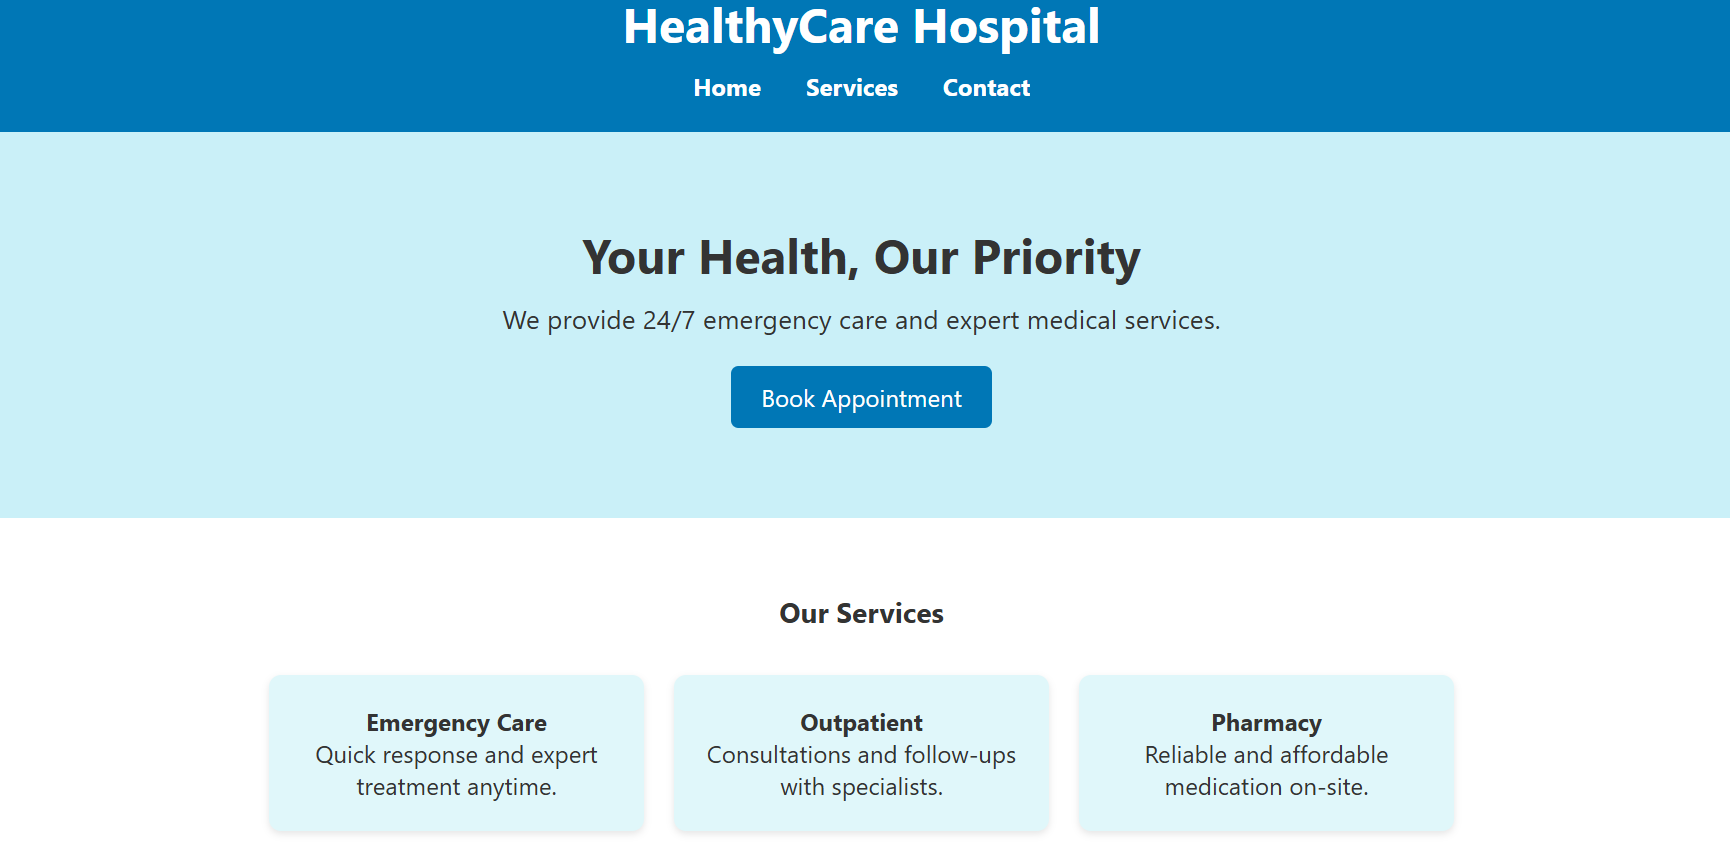 HealthyCare Hospital
Home Services Contact
Your Health, Our Priority
We provide 24/7 emergency care and expert medical services.
Book Appointment
Our Services
Emergency Care
Quick response and expert
treatment anytime.
Outpatient
Consultations and follow-ups
with specialists.
Pharmacy
Reliable and affordable
medication on-site.